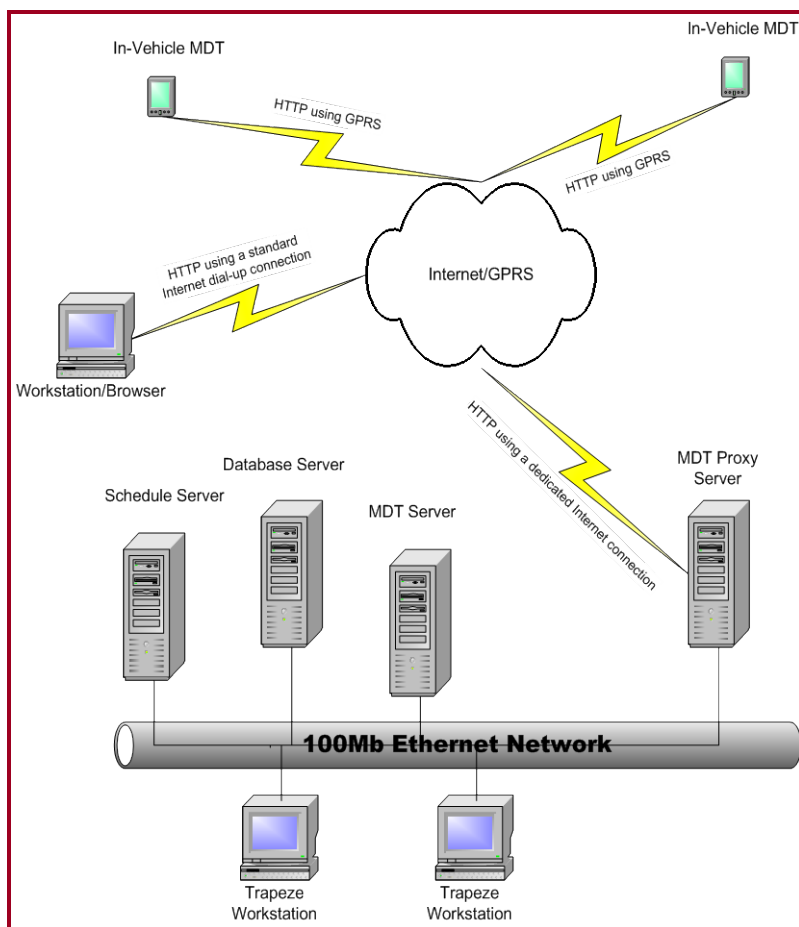 In-Vehicle MDT
In-Vehicle MDT
HTTP using GPRS
HTTP using GPRS
HTTP using a standard
Internet dial-up connection
Internet/GPRS
Workstation/Browser
HTTP using a dedicated Internet connection
MDT Proxy
Server
Database Server
Schedule Server
MDT Server
100Mb Ethernet Network
Trapeze
Workstation
Trapeze
Workstation